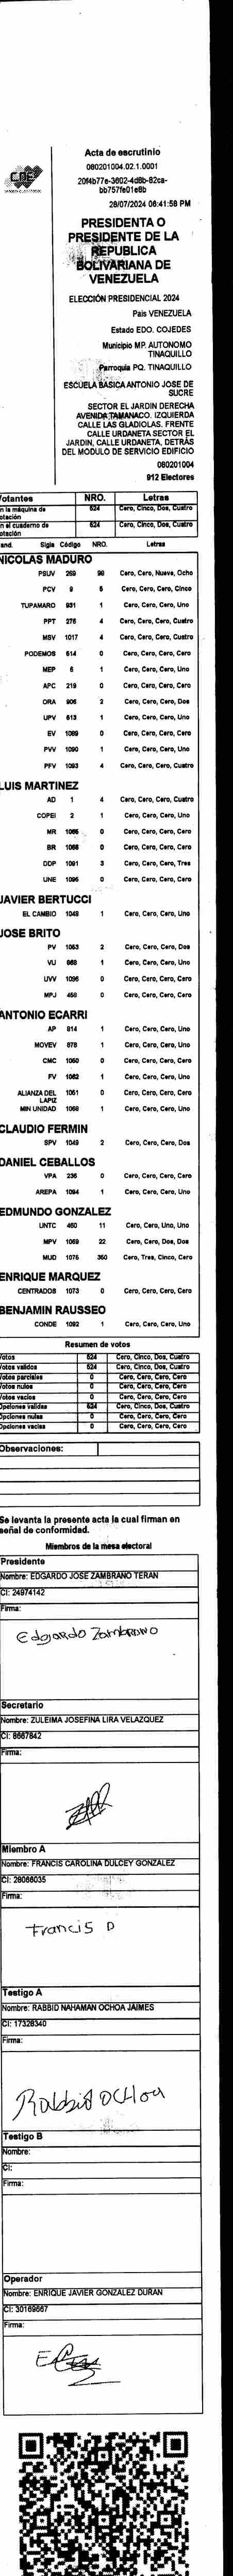 Acta de escrutinio
080201004.02.1.0001
20f4b77e-3602-4d6b-82ca-
bb757fe01e8b
28/07/2024 06:41:58 PM
CNE
PRESIDENTA O
PRESIDENTE DE LA
REPUBLICA
BOLIVARIANA DE
VENEZUELA
ELECCIÓN PRESIDENCIAL 2024
Pais VENEZUELA
Estado EDO. COJEDES
Municipio MP. AUTONOMO
TINAQUILLO
Parroquia PQ. TINAQUILLO
ESCUELA BASICA ANTONIO JOSE DE
SUCRE
SECTOR EL JARDIN DERECHA
AVENIDA TAMANACO. IZQUIERDA
CALLE LAS GLADIOLAS. FRENTE
CALLE URDANETA SECTOR EL
JARDIN, CALLE URDANETA, DETRÁS
DEL MODULO DE SERVICIO EDIFICIO
080201004
912 Electores
Votantes NRO. Letras
en la máquina de
votación 524 Cero, Cinco, Dos, Cuatro
en el cuaderno de
votación 524 Cero, Cinco, Dos, Cuatro
Cand. Sigla Código NRO. Letras
NICOLAS MADURO
PSUV 269 98 Cero, Cero, Nueve, Ocho
PCV 9 5 Cero, Cero, Cero, Cinco
TUPAMARO 931 1 Cero, Cero, Cero, Uno
PPT 275 4 Cero, Cero, Cero, Cuatro
MSV 1017 4 Cero, Cero, Cero, Cuatro
PODEMOS 514 0 Cero, Cero, Cero, Cero
MEP 5 1 Cero, Cero, Cero, Uno
APC 219 0 Cero, Cero, Cero, Cero
ORA 906 2 Cero, Cero, Cero, Dos
UPV 613 1 Cero, Cero, Cero, Uno
EV 1089 0 Cero, Cero, Cero, Cero
PVV 1090 1 Cero, Cero, Cero, Uno
PFV 1093 4 Cero, Cero, Cero, Cuatro
LUIS MARTINEZ
AD 1 4 Cero, Cero, Cero, Cuatro
COPEI 2 1 Cero, Cero, Cero, Uno
MR 1065 0 Cero, Cero, Cero, Cero
BR 1088 0 Cero, Cero, Cero, Cero
DDP 1091 3 Cero, Cero, Cero, Tres
UNE 1095 0 Cero, Cero, Cero, Cero
JAVIER BERTUCCI
EL CAMBIO 1048 1 Cero, Cero, Cero, Uno
JOSE BRITO
PV 1053 2 Cero, Cero, Cero, Dos
VU 968 1 Cero, Cero, Cero, Uno
UVV 1096 0 Cero, Cero, Cero, Cero
MPJ 458 0 Cero, Cero, Cero, Cero
ANTONIO ECARRI
AP 814 1 Cero, Cero, Cero, Uno
MOVEV 878 1 Cero, Cero, Cero, Uno
CMC 1050 0 Cero, Cero, Cero, Cero
FV 1062 1 Cero, Cero, Cero, Uno
ALIANZA DEL
LAPIZ 1061 0 Cero, Cero, Cero, Cero
MIN UNIDAD 1068 1 Cero, Cero, Cero, Uno
CLAUDIO FERMIN
SPV 1049 2 Cero, Cero, Cero, Dos
DANIEL CEBALLOS
VPA 236 0 Cero, Cero, Cero, Cero
AREPA 1094 1 Cero, Cero, Cero, Uno
EDMUNDO GONZALEZ
UNTC 460 11 Cero, Cero, Uno, Uno
MPV 1069 22 Cero, Cero, Dos, Dos
MUD 1075 350 Cero, Tres, Cinco, Cero
ENRIQUE MARQUEZ
CENTRADOS 1073 0 Cero, Cero, Cero, Cero
BENJAMIN RAUSSEO
CONDE 1092 1 Cero, Cero, Cero, Uno
Resumen de votos
Votos 524 Cero, Cinco, Dos, Cuatro
Votos validos 524 Cero, Cinco, Dos, Cuatro
Votos parciales 0 Cero, Cero, Cero, Cero
Votos nulos 0 Cero, Cero, Cero, Cero
Votos vacios 0 Cero, Cero, Cero, Cero
Opciones validas 524 Cero, Cinco, Dos, Cuatro
Opciones nulas 0 Cero, Cero, Cero, Cero
Opciones vacias 0 Cero, Cero, Cero, Cero
Observaciones:
Se levanta la presente acta la cual firman en
señal de conformidad.
Miembros de la mesa electoral
Presidente
Nombre: EDGARDO JOSE ZAMBRANO TERAN
CI: 24974142
Firma:
Edgardo Zambrano
Secretario
Nombre: ZULEIMA JOSEFINA LIRA VELAZQUEZ
CI: 8667842
Firma:
Miembro A
Nombre: FRANCIS CAROLINA DULCEY GONZALEZ
CI: 28066035
Firma:
Francis D
Testigo A
Nombre: RABBID NAHAMAN OCHOA JAIMES
CI: 17328340
Firma:
Rabbid Ochoa
Testigo B
Nombre:
CI:
Firma:
Operador
Nombre: ENRIQUE JAVIER GONZALEZ DURAN
CI: 30169667
Firma: